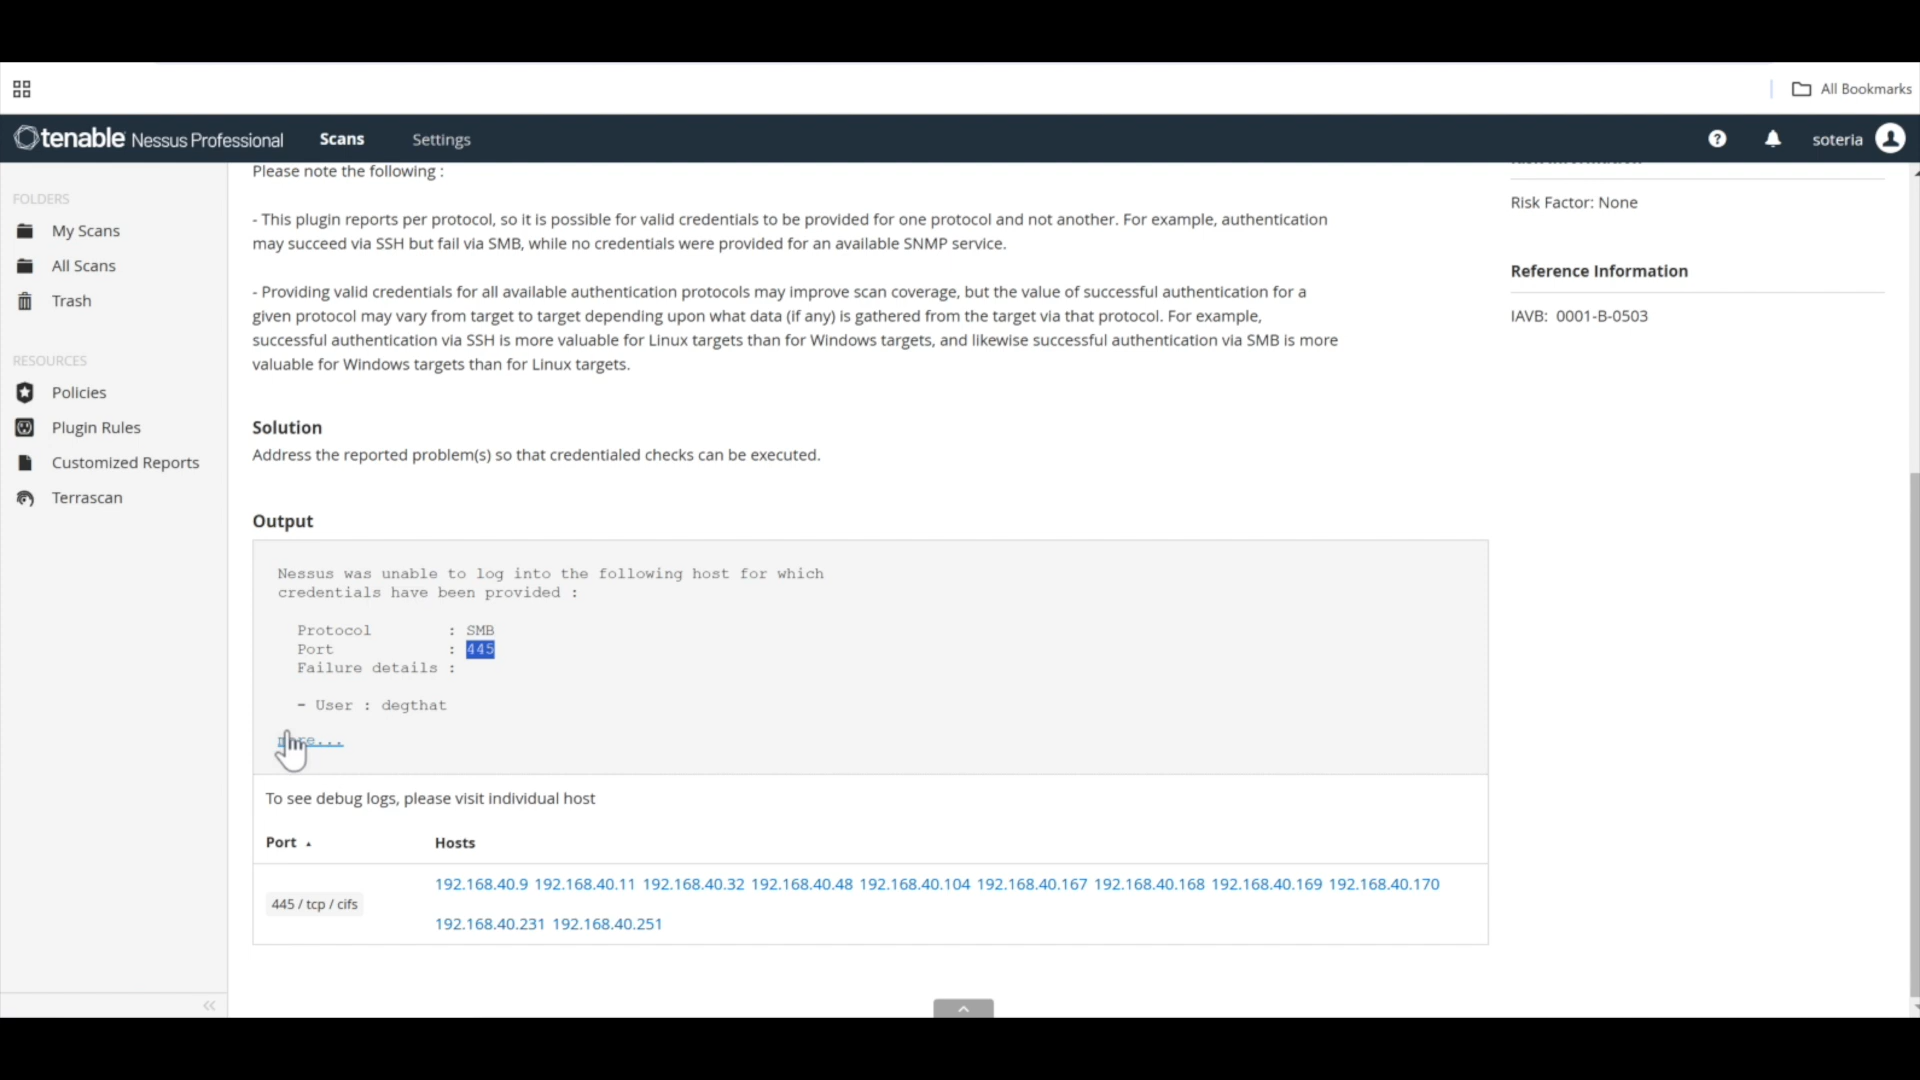 All Bookmarks
tenable Nessus Professional
Scans
Settings
soteria
FOLDERS
My Scans
All Scans
Trash
RESOURCES
Policies
Plugin Rules
Customized Reports
Terrascan
Please note the following :
- This plugin reports per protocol, so it is possible for valid credentials to be provided for one protocol and not another. For example, authentication
may succeed via SSH but fail via SMB, while no credentials were provided for an available SNMP service.
- Providing valid credentials for all available authentication protocols may improve scan coverage, but the value of successful authentication for a
given protocol may vary from target to target depending upon what data (if any) is gathered from the target via that protocol. For example,
successful authentication via SSH is more valuable for Linux targets than for Windows targets, and likewise successful authentication via SMB is more
valuable for Windows targets than for Linux targets.
Solution
Address the reported problem(s) so that credentialed checks can be executed.
Output
Nessus was unable to log into the following host for which
credentials have been provided :
Protocol : SMB
Port : 445
Failure details :
- User : degthat
more...
To see debug logs, please visit individual host
Port Hosts
445 / tcp / cifs
192.168.40.9 192.168.40.11 192.168.40.32 192.168.40.48 192.168.40.104 192.168.40.167 192.168.40.168 192.168.40.169 192.168.40.170
192.168.40.231 192.168.40.251
Risk Factor: None
Reference Information
IAVB: 0001-B-0503